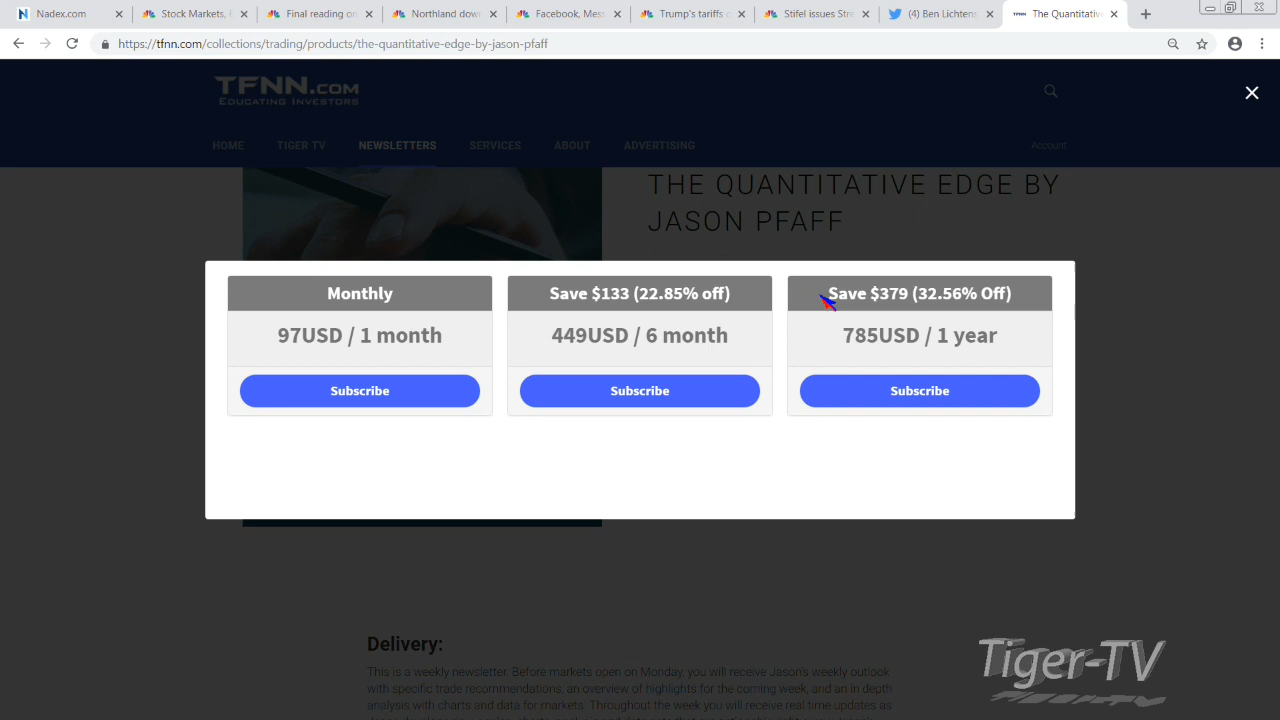 Nadex.com
Stock Markets,
Final reading on
Northland dow
Facebook, Mess
Trump's tariffs
Stifel issues Str
(4) Ben Lichtens
TFNN
The Quantitative
https://tfnn.com/collections/trading/products/the-quantitative-edge-by-jason-pfaff
TFNN.COM
EDUCATING INVESTORS
HOME
TIGER TV
NEWSLETTERS
SERVICES
ABOUT
ADVERTISING
Account
THE QUANTITATIVE EDGE BY
JASON PFAFF
Monthly
97USD / 1 month
Subscribe
Save $133 (22.85% off)
449USD / 6 month
Subscribe
Save $379 (32.56% Off)
785USD / 1 year
Subscribe
Delivery:
This is a weekly newsletter. Before markets open on Monday, you will receive Jason's weekly outlook
with specific trade recommendations, an overview of highlights for the coming week, and an in depth
analysis with charts and data for markets. Throughout the week you will receive real time updates as
Tiger-TV